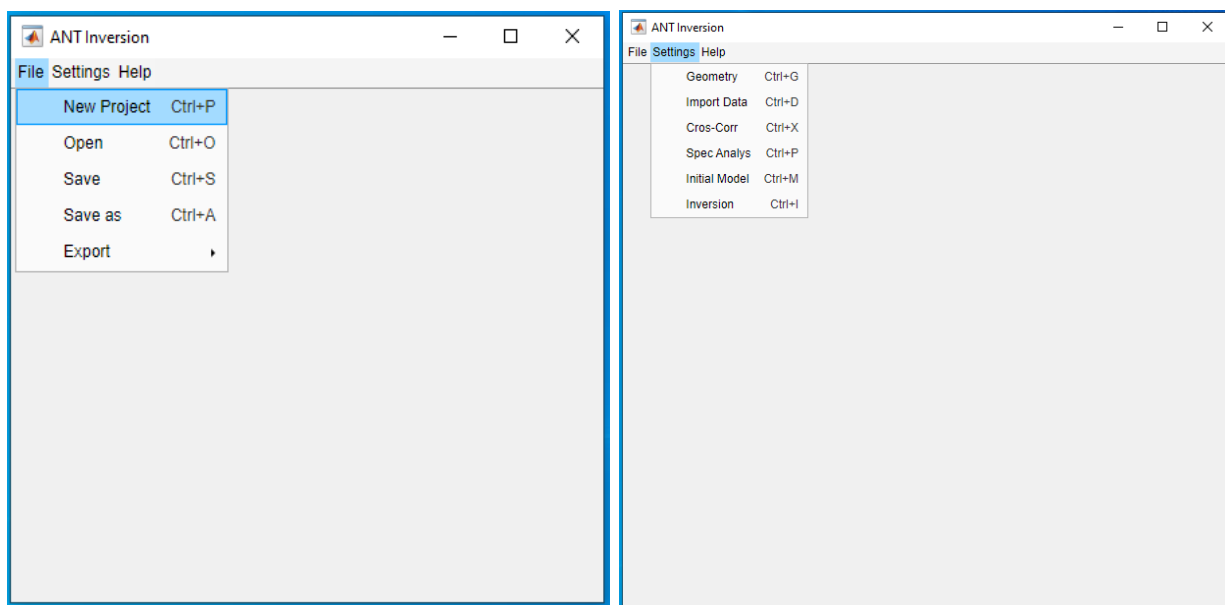 ANT Inversion
File Settings Help
New Project Ctrl+P
Open Ctrl+O
Save Ctrl+S
Save as Ctrl+A
Export
ANT Inversion
File Settings Help
Geometry Ctrl+G
Import Data Ctrl+D
Cros-Corr Ctrl+X
Spec Analys Ctrl+P
Initial Model Ctrl+M
Inversion Ctrl+I